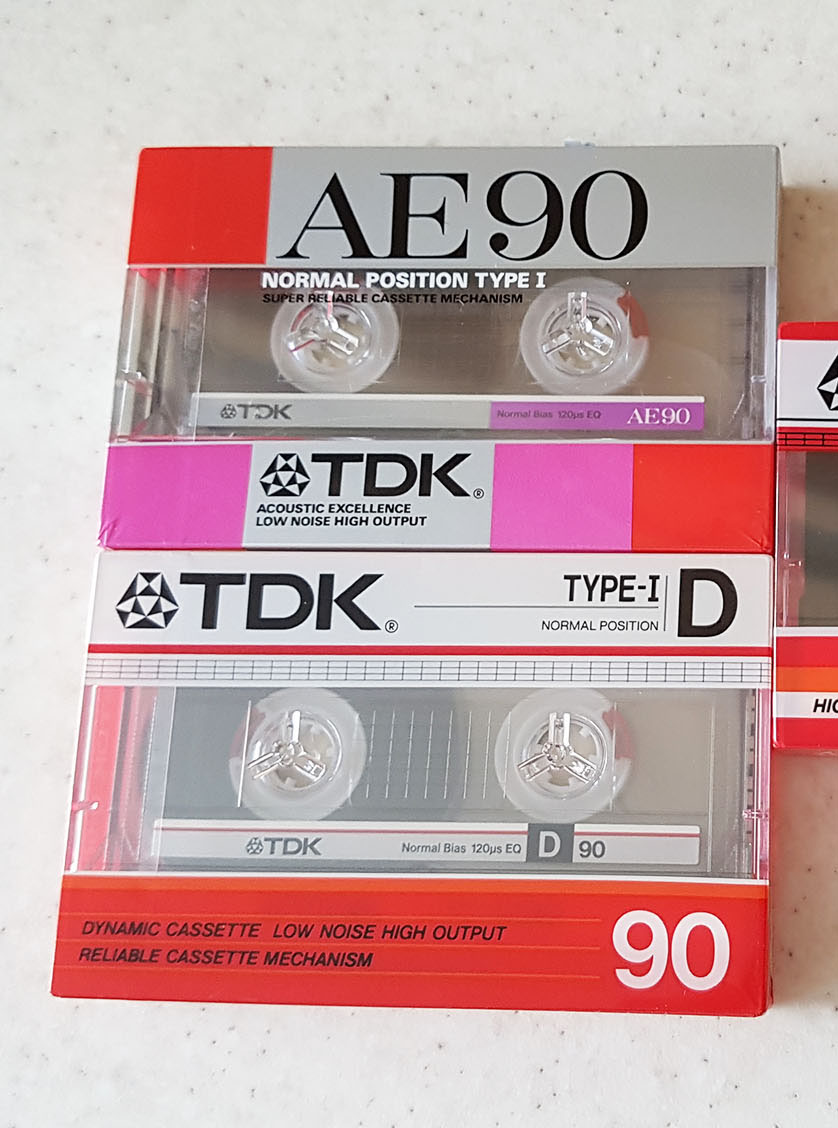 AE90
NORMAL POSITION TYPE I
SUPER RELIABLE CASSETTE MECHANISM
TDK Normal Bias 120µs EQ AE90
TDK®
ACOUSTIC EXCELLENCE
LOW NOISE HIGH OUTPUT
TDK® TYPE-I D
NORMAL POSITION
TDK Normal Bias 120µs EQ D 90
DYNAMIC CASSETTE LOW NOISE HIGH OUTPUT
RELIABLE CASSETTE MECHANISM
90